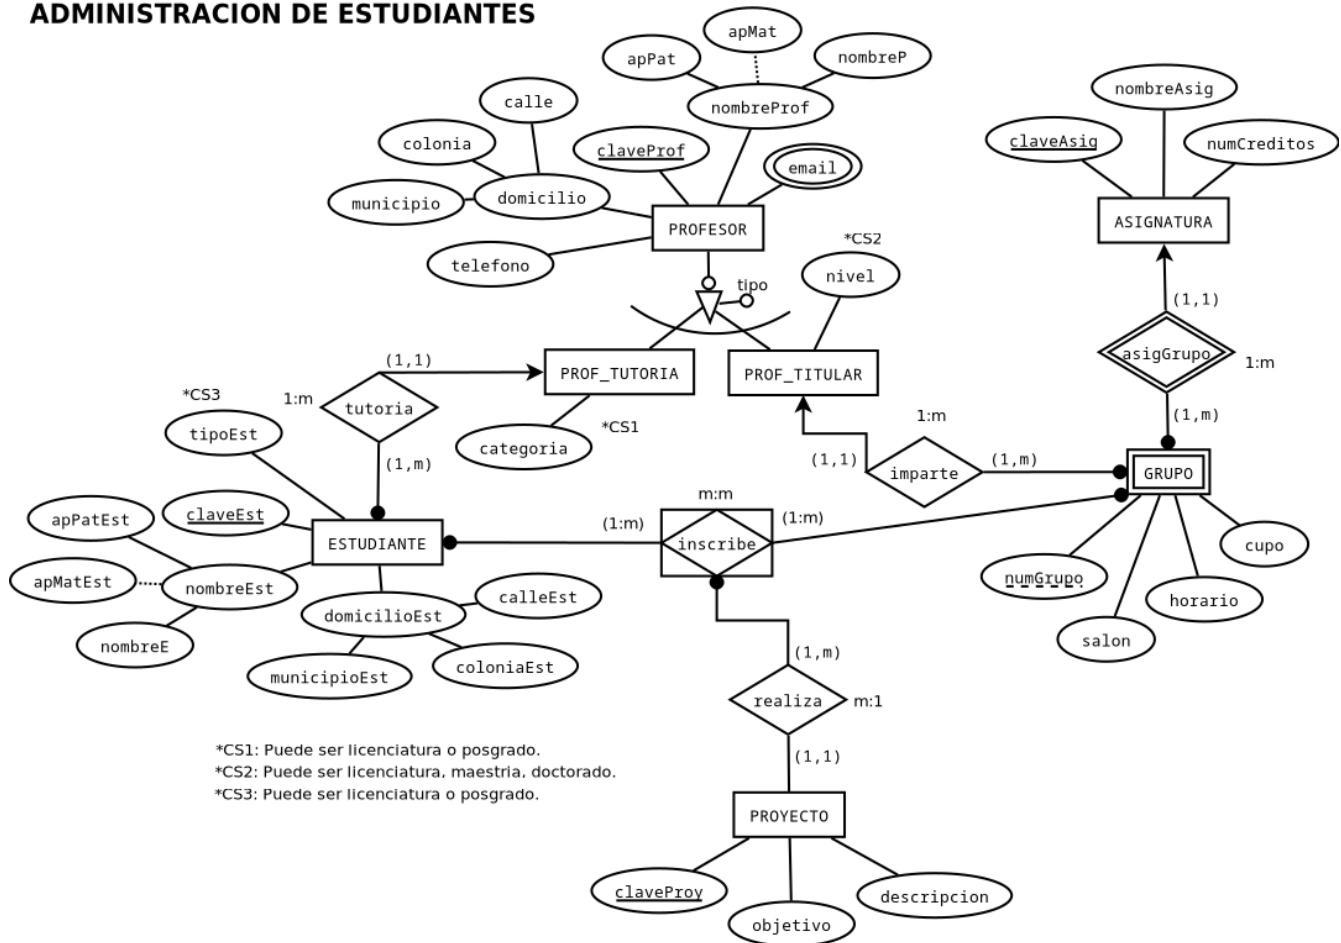 ADMINISTRACION DE ESTUDIANTES
apMat
apPat
nombreP
nombreProf
calle
colonia
claveProf
email
municipio
domicilio
PROFESOR
telefono
nombreAsig
claveAsig
numCreditos
ASIGNATURA
*CS2
nivel
tipo
(1,1)
asigGrupo
1:m
(1,m)
(1,1)
PROF_TUTORIA
PROF_TITULAR
*CS3
1:m
tutoria
tipoEst
categoria
*CS1
(1,m)
1:m
(1,1)
imparte
(1,m)
GRUPO
m:m
(1:m)
inscribe
(1:m)
apPatEst
claveEst
ESTUDIANTE
apMatEst
nombreEst
nombreE
domicilioEst
calleEst
municipioEst
coloniaEst
numGrupo
cupo
horario
salon
(1,m)
realiza
m:1
(1,1)
*CS1: Puede ser licenciatura o posgrado.
*CS2: Puede ser licenciatura, maestria, doctorado.
*CS3: Puede ser licenciatura o posgrado.
PROYECTO
claveProy
objetivo
descripcion